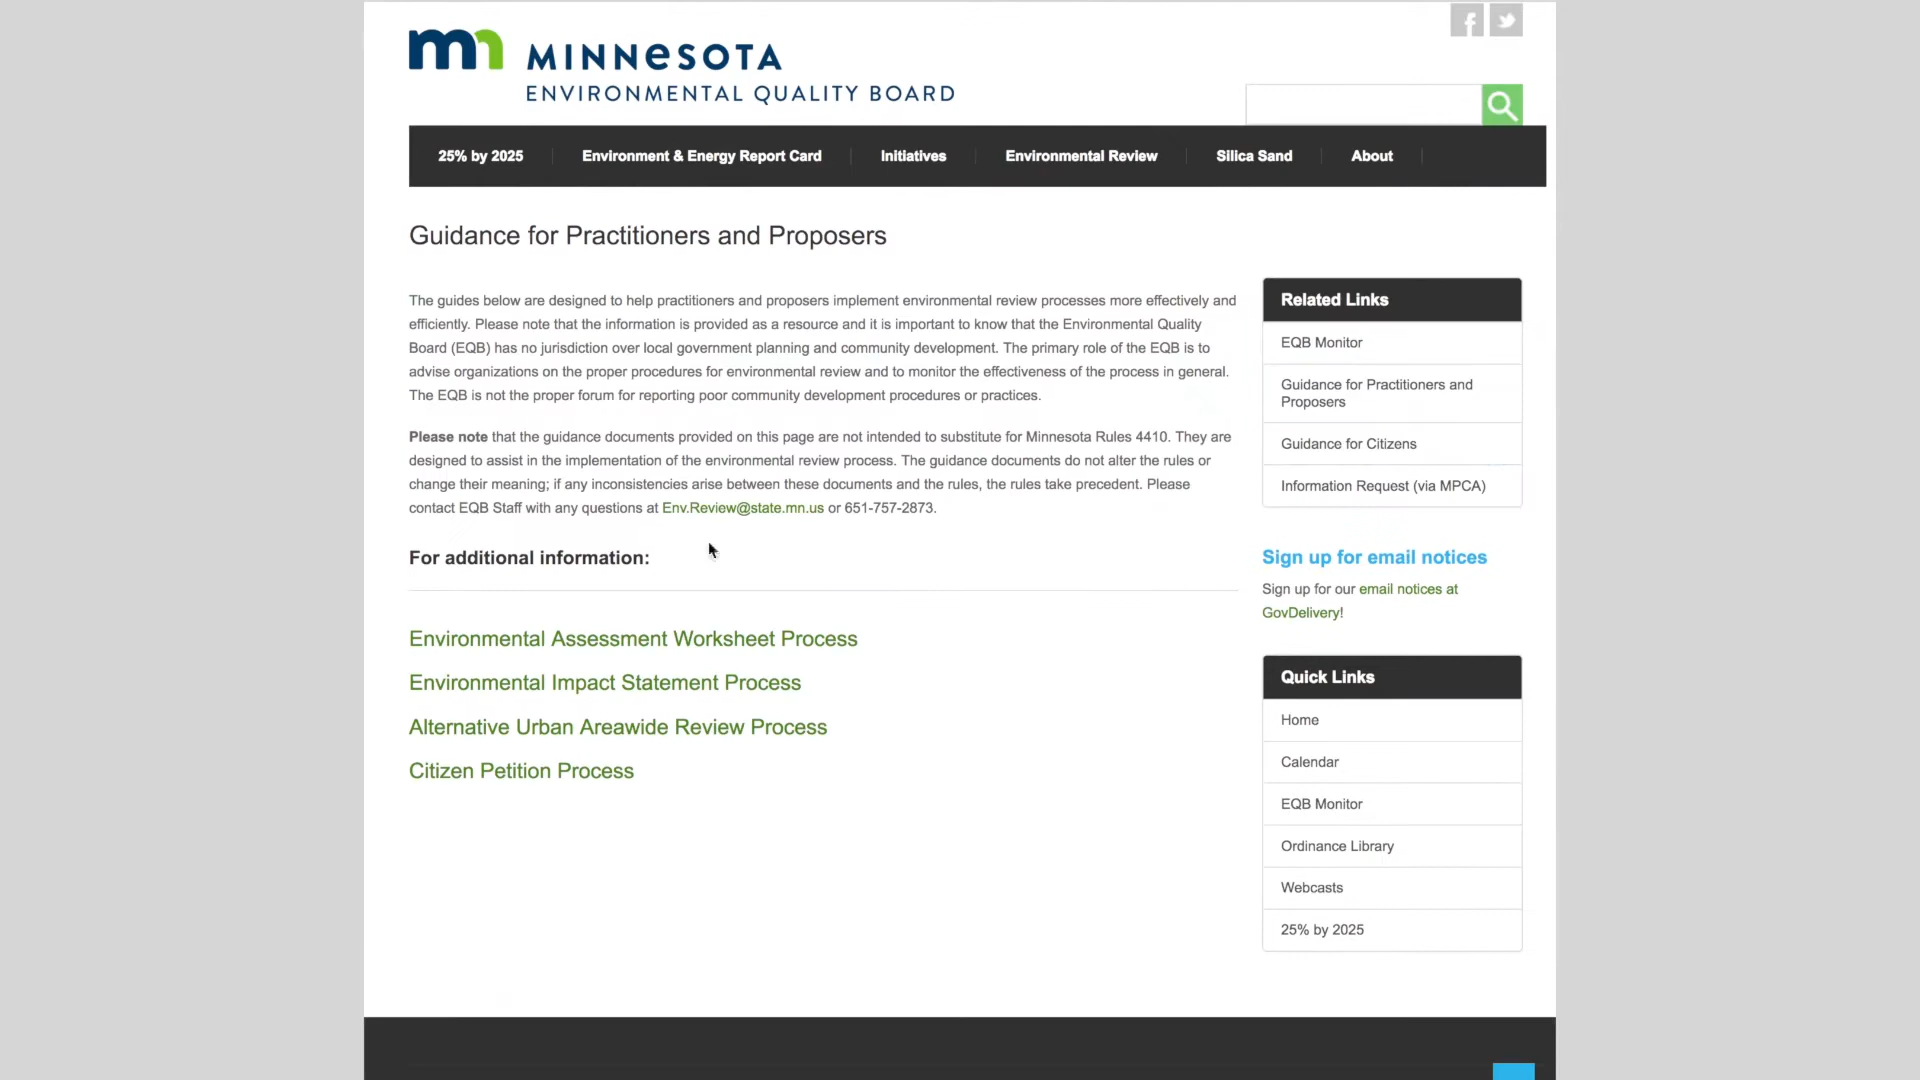 MINNESOTA
ENVIRONMENTAL QUALITY BOARD
25% by 2025
Environment & Energy Report Card
Initiatives
Environmental Review
Silica Sand
About
Guidance for Practitioners and Proposers
The guides below are designed to help practitioners and proposers implement environmental review processes more effectively and
efficiently. Please note that the information is provided as a resource and it is important to know that the Environmental Quality
Board (EQB) has no jurisdiction over local government planning and community development. The primary role of the EQB is to
advise organizations on the proper procedures for environmental review and to monitor the effectiveness of the process in general.
The EQB is not the proper forum for reporting poor community development procedures or practices.
Please note that the guidance documents provided on this page are not intended to substitute for Minnesota Rules 4410. They are
designed to assist in the implementation of the environmental review process. The guidance documents do not alter the rules or
change their meaning; if any inconsistencies arise between these documents and the rules, the rules take precedent. Please
contact EQB Staff with any questions at Env.Review@state.mn.us or 651-757-2873.
For additional information:
Environmental Assessment Worksheet Process
Environmental Impact Statement Process
Alternative Urban Areawide Review Process
Citizen Petition Process
Related Links
EQB Monitor
Guidance for Practitioners and
Proposers
Guidance for Citizens
Information Request (via MPCA)
Sign up for email notices
Sign up for our email notices at
GovDelivery!
Quick Links
Home
Calendar
EQB Monitor
Ordinance Library
Webcasts
25% by 2025